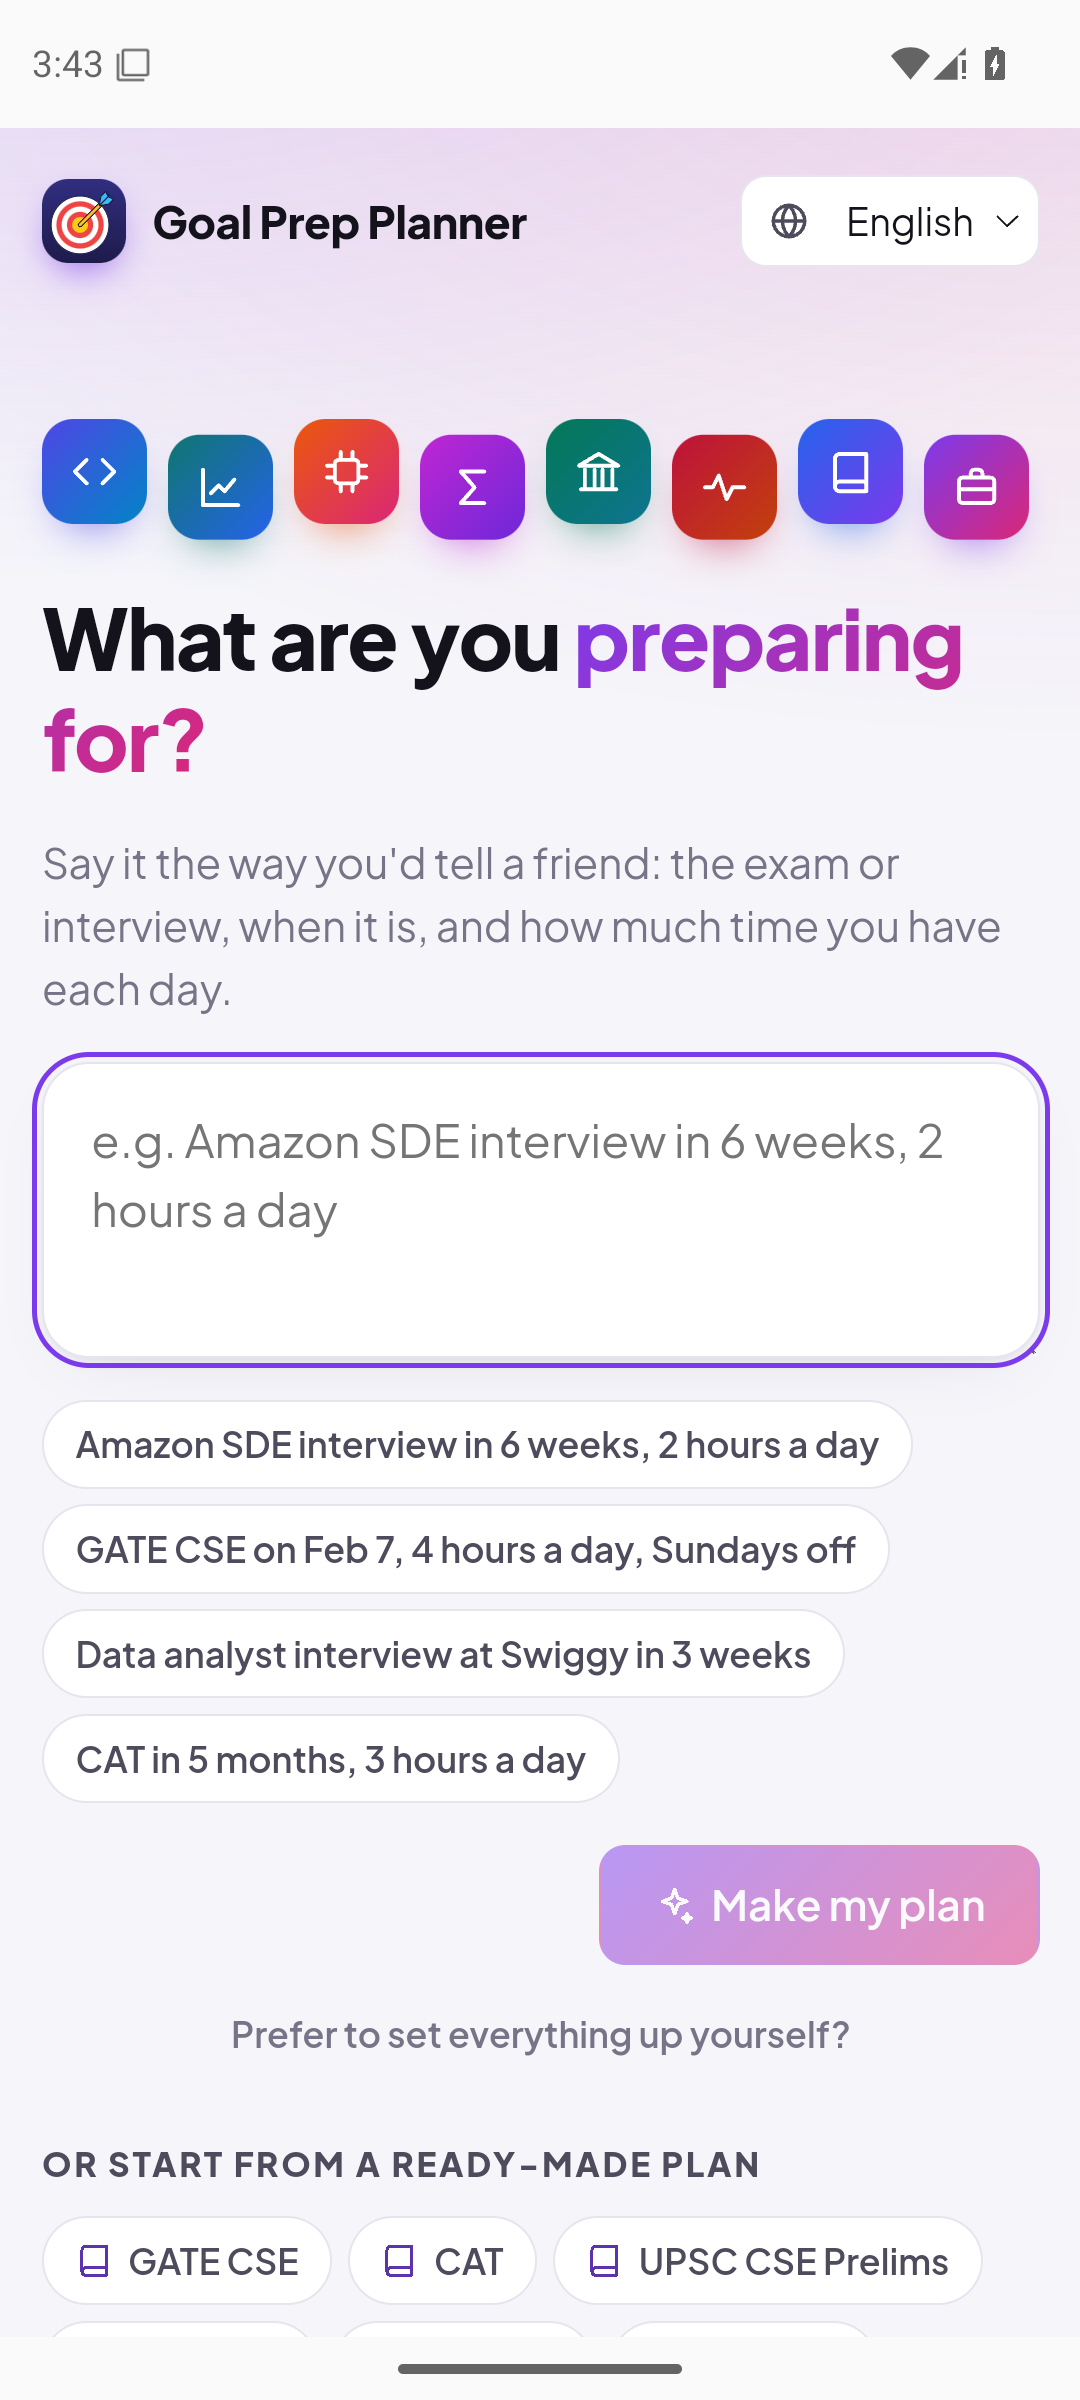 3:43
Goal Prep Planner
English
What are you preparing
for?
Say it the way you'd tell a friend: the exam or
interview, when it is, and how much time you have
each day.
e.g. Amazon SDE interview in 6 weeks, 2
hours a day
Amazon SDE interview in 6 weeks, 2 hours a day
GATE CSE on Feb 7, 4 hours a day, Sundays off
Data analyst interview at Swiggy in 3 weeks
CAT in 5 months, 3 hours a day
Make my plan
Prefer to set everything up yourself?
OR START FROM A READY-MADE PLAN
GATE CSE CAT UPSC CSE Prelims